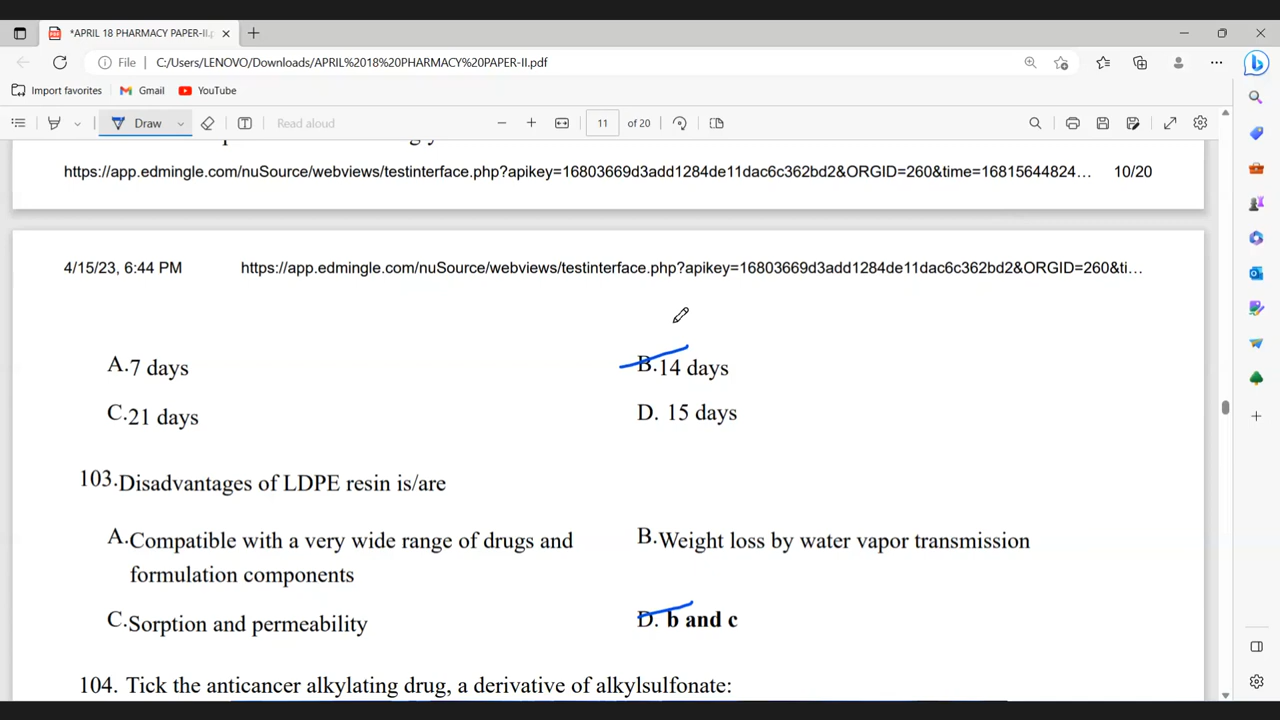 *APRIL 18 PHARMACY PAPER-II.p
File
C:/Users/LENOVO/Downloads/APRIL%2018%20PHARMACY%20PAPER-II.pdf
Import favorites
Gmail
YouTube
Draw
Read aloud
11 of 20
https://app.edmingle.com/nuSource/webviews/testinterface.php?apikey=16803669d3add1284de11dac6c362bd2&ORGID=260&time=16815644824… 10/20
4/15/23, 6:44 PM https://app.edmingle.com/nuSource/webviews/testinterface.php?apikey=16803669d3add1284de11dac6c362bd2&ORGID=260&ti…
A.7 days
B.14 days
C.21 days
D. 15 days
103.Disadvantages of LDPE resin is/are
A.Compatible with a very wide range of drugs and
formulation components
B.Weight loss by water vapor transmission
C.Sorption and permeability
D. b and c
104. Tick the anticancer alkylating drug, a derivative of alkylsulfonate: